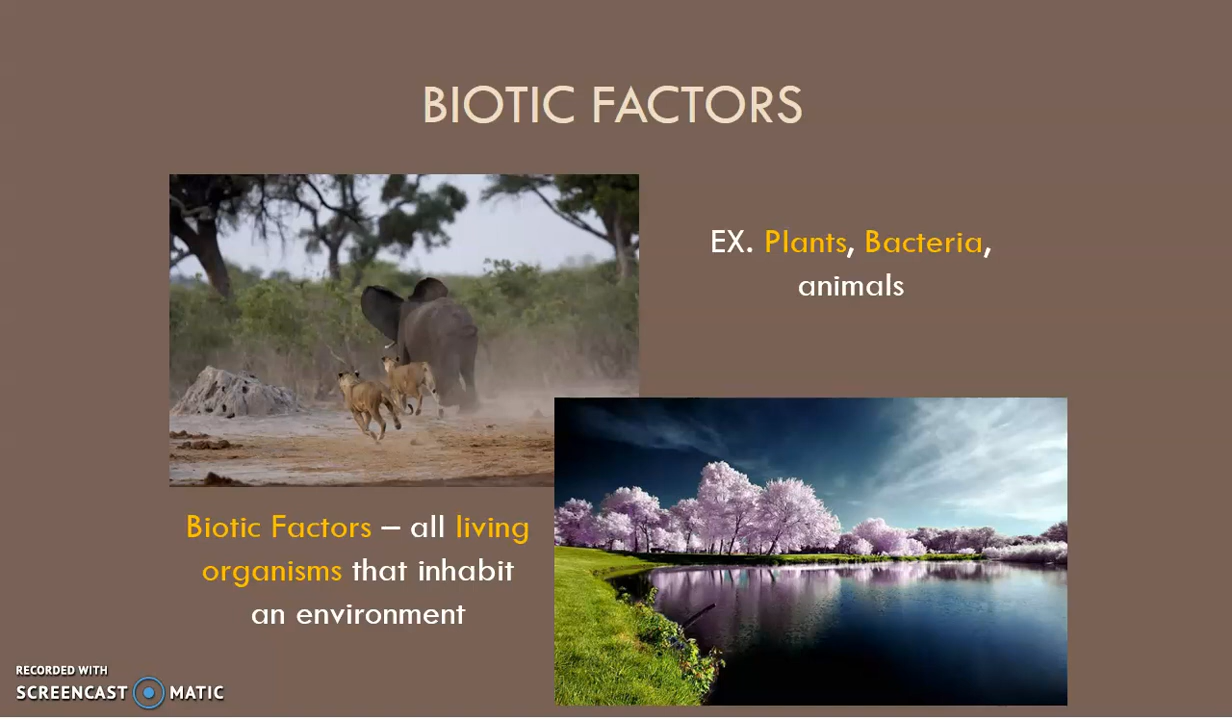 BIOTIC FACTORS
EX. Plants, Bacteria,
animals
Biotic Factors – all living
organisms that inhabit
an environment
RECORDED WITH
SCREENCAST MATIC